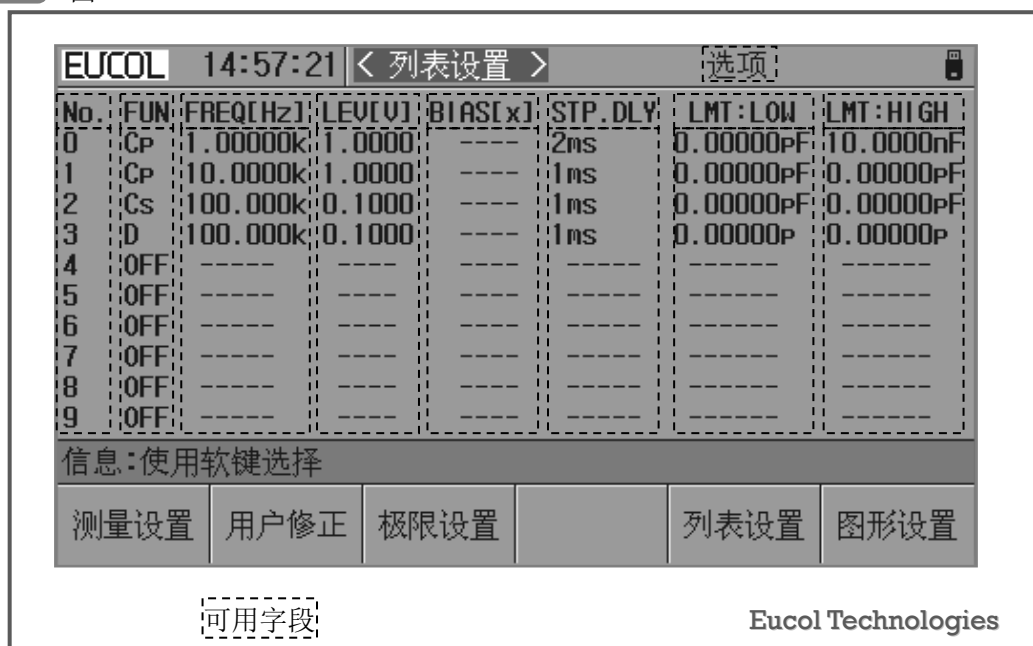 EUCOL 14:57:21 < 列表设置 > 选项
No. FUN FREQ[Hz] LEV[V] BIAS[x] STP.DLY LMT:LOW LMT:HIGH
0 Cp 1.00000k 1.0000 ---- 2ms 0.00000pF 10.0000nF
1 Cp 10.0000k 1.0000 ---- 1ms 0.00000pF 0.00000pF
2 Cs 100.000k 0.1000 ---- 1ms 0.00000pF 0.00000pF
3 D 100.000k 0.1000 ---- 1ms 0.00000p 0.00000p
4 OFF ----- ---- ---- ----- ------ ------
5 OFF ----- ---- ---- ----- ------ ------
6 OFF ----- ---- ---- ----- ------ ------
7 OFF ----- ---- ---- ----- ------ ------
8 OFF ----- ---- ---- ----- ------ ------
9 OFF ----- ---- ---- ----- ------ ------
信息:使用软键选择
测量设置 用户修正 极限设置 列表设置 图形设置
可用字段 Eucol Technologies